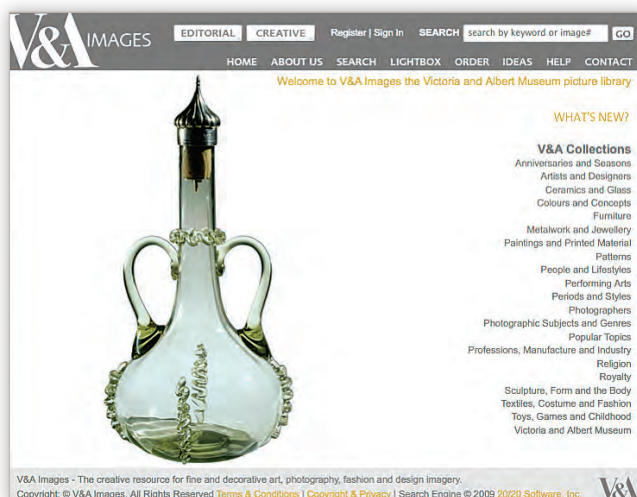 V&A IMAGES
EDITORIAL CREATIVE Register | Sign In SEARCH search by keyword or image# GO
HOME ABOUT US SEARCH LIGHTBOX ORDER IDEAS HELP CONTACT
Welcome to V&A Images the Victoria and Albert Museum picture library
WHAT'S NEW?
V&A Collections
Anniversaries and Seasons
Artists and Designers
Ceramics and Glass
Colours and Concepts
Furniture
Metalwork and Jewellery
Paintings and Printed Material
Patterns
People and Lifestyles
Performing Arts
Periods and Styles
Photographers
Photographic Subjects and Genres
Popular Topics
Professions, Manufacture and Industry
Religion
Royalty
Sculpture, Form and the Body
Textiles, Costume and Fashion
Toys, Games and Childhood
Victoria and Albert Museum
V&A Images - The creative resource for fine and decorative art, photography, fashion and design imagery.
Copyright: © V&A Images. All Rights Reserved Terms & Conditions | Copyright & Privacy | Search Engine © 2009 20/20 Software, Inc.
V&A